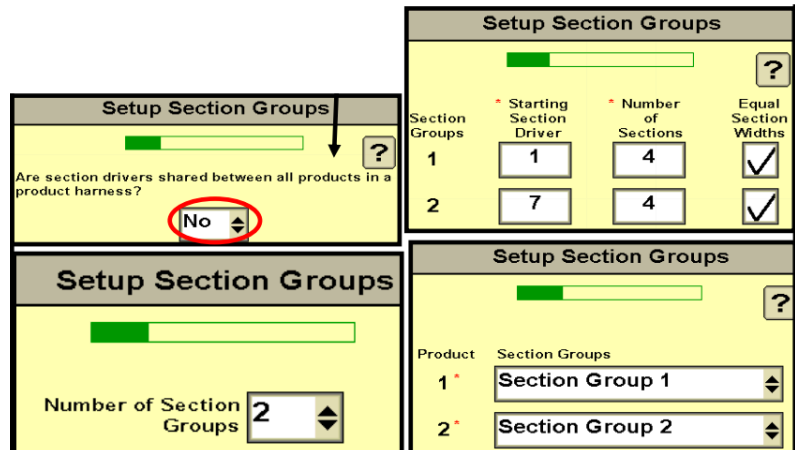 Setup Section Groups
?
Are section drivers shared between all products in a
product harness?
No
Setup Section Groups
?
Section
Groups
* Starting
Section
Driver
* Number
of
Sections
Equal
Section
Widths
1 1 4
2 7 4
Setup Section Groups
Number of Section
Groups
2
Setup Section Groups
?
Product Section Groups
1 * Section Group 1
2 * Section Group 2